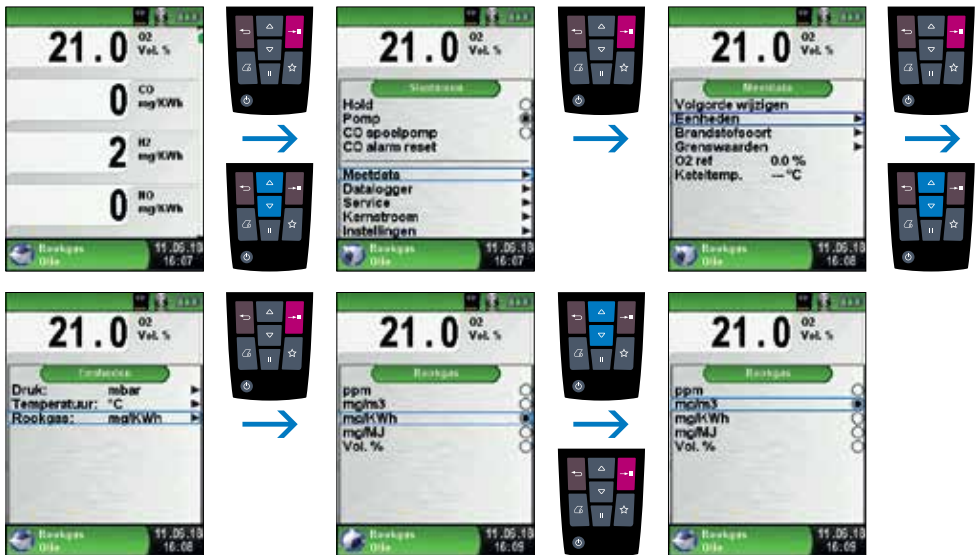 21.0 O2 Vol. %
0 CO mg/KWh
2 H2 mg/KWh
0 NO mg/KWh
Rookgas 11.05.18
Olie 16:07
21.0 O2 Vol. %
Hold
Pomp
CO spoelpomp
CO alarm reset
Meetdata
Datalogger
Service
Kernstroom
Instellingen
Rookgas 11.05.18
Olie 16:07
21.0 O2 Vol. %
Meetdata
Volgorde wijzigen
Eenheden
Brandstofsoort
Grenswaarden
O2 ref 0.0 %
Keteltemp. ---°C
Rookgas 11.05.18
Olie 16:08
21.0 O2 Vol. %
Eenheden
Druk: mbar
Temperatuur: °C
Rookgas: mg/KWh
Rookgas 11.05.18
Olie 16:08
21.0 O2 Vol. %
Rookgas
ppm
mg/m3
mg/KWh
mg/MJ
Vol. %
Rookgas 11.05.18
Olie
21.0 O2 Vol. %
Rookgas
ppm
mg/m3
mg/KWh
mg/MJ
Vol. %
Rookgas 11.05.18
Olie